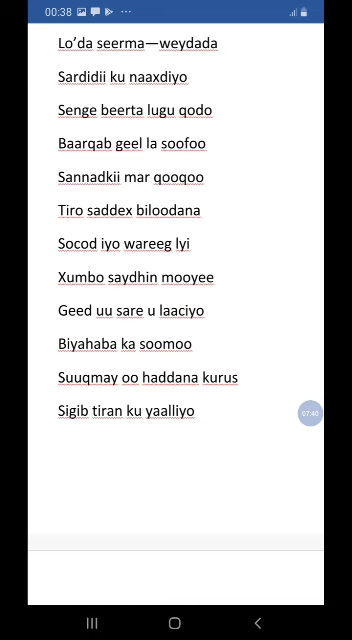 00:38
Lo’da seerma—weydada
Sardidii ku naaxdiyo
Senge beerta lugu qodo
Baarqab geel la soofoo
Sannadkii mar qooqoo
Tiro saddex biloodana
Socod iyo wareeg lyi
Xumbo saydhin mooyee
Geed uu sare u laaciyo
Biyahaba ka soomoo
Suuqmay oo haddana kurus
Sigib tiran ku yaalliyo
07:40